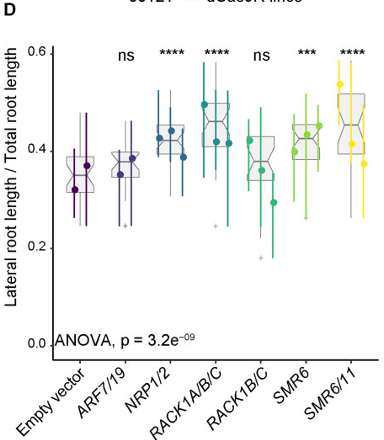 D
Lateral root length / Total root length
0.6
0.4
0.2
0.0
ns
****
****
ns
***
****
ANOVA, p = 3.2e⁻⁰⁹
Empty vector
ARF7/19
NRP1/2
RACK1A/B/C
RACK1B/C
SMR6
SMR6/11